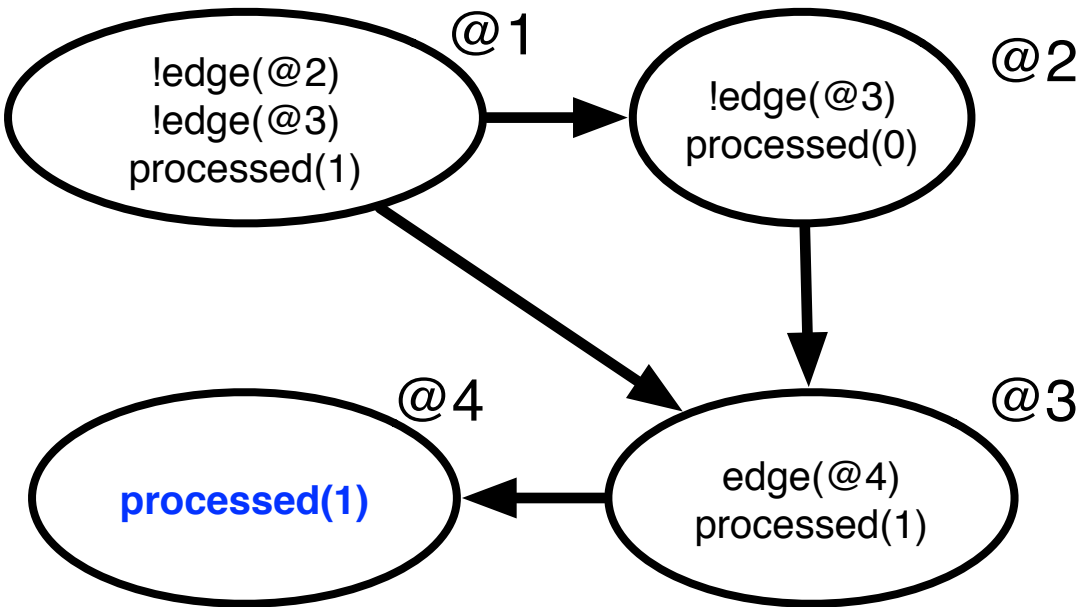 @1
!edge(@2)
!edge(@3)
processed(1)
@2
!edge(@3)
processed(0)
@4
processed(1)
@3
edge(@4)
processed(1)